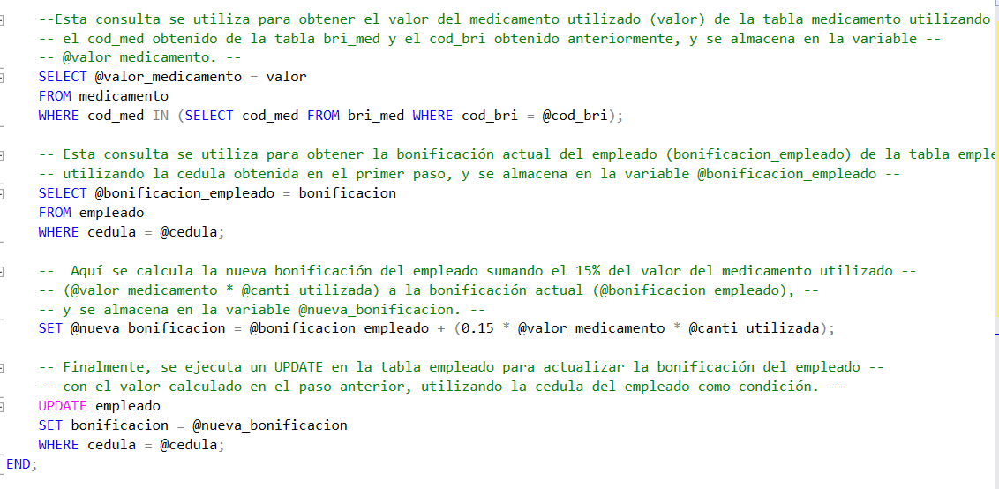 --Esta consulta se utiliza para obtener el valor del medicamento utilizado (valor) de la tabla medicamento utilizando
-- el cod_med obtenido de la tabla bri_med y el cod_bri obtenido anteriormente, y se almacena en la variable --
-- @valor_medicamento. --
SELECT @valor_medicamento = valor
FROM medicamento
WHERE cod_med IN (SELECT cod_med FROM bri_med WHERE cod_bri = @cod_bri);
-- Esta consulta se utiliza para obtener la bonificación actual del empleado (bonificacion_empleado) de la tabla emple
-- utilizando la cedula obtenida en el primer paso, y se almacena en la variable @bonificacion_empleado --
SELECT @bonificacion_empleado = bonificacion
FROM empleado
WHERE cedula = @cedula;
--  Aquí se calcula la nueva bonificación del empleado sumando el 15% del valor del medicamento utilizado --
-- (@valor_medicamento * @canti_utilizada) a la bonificación actual (@bonificacion_empleado), --
-- y se almacena en la variable @nueva_bonificacion. --
SET @nueva_bonificacion = @bonificacion_empleado + (0.15 * @valor_medicamento * @canti_utilizada);
-- Finalmente, se ejecuta un UPDATE en la tabla empleado para actualizar la bonificación del empleado --
-- con el valor calculado en el paso anterior, utilizando la cedula del empleado como condición. --
UPDATE empleado
SET bonificacion = @nueva_bonificacion
WHERE cedula = @cedula;
END;